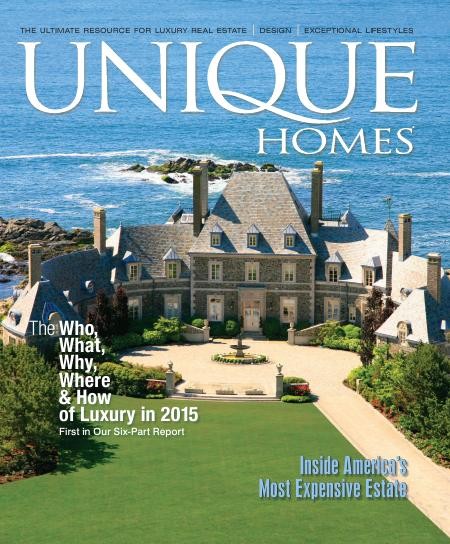 THE ULTIMATE RESOURCE FOR LUXURY REAL ESTATE | DESIGN | EXCEPTIONAL LIFESTYLES
UNIQUE
HOMES
The Who,
What,
Why,
Where
& How
of Luxury in 2015
First in Our Six-Part Report
Inside America's
Most Expensive Estate